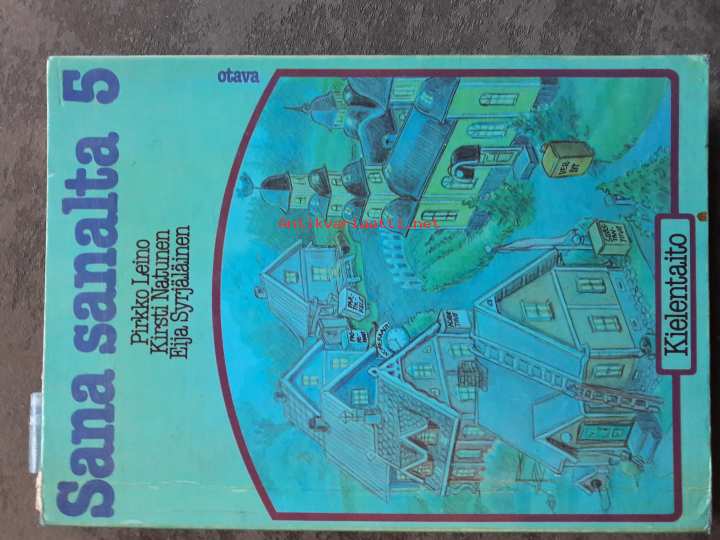 Sana sanalta 5
Pirkko Leino
Kirsti Natunen
Eija Syrjäläinen
otava
Antikvariaatti.net
Kielentaito